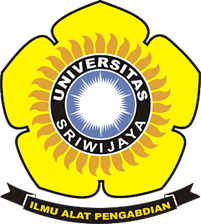 UNIVERSITAS
SRIWIJAYA
ILMU ALAT PENGABDIAN